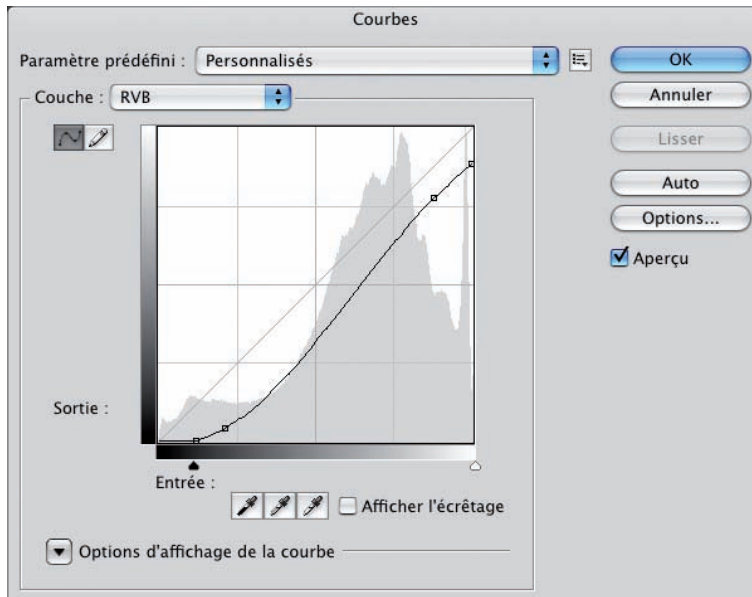 Courbes
Paramètre prédéfini : Personnalisés
OK
Couche : RVB
Annuler
Lisser
Auto
Options...
Aperçu
Sortie :
Entrée :
Afficher l'écrêtage
Options d'affichage de la courbe